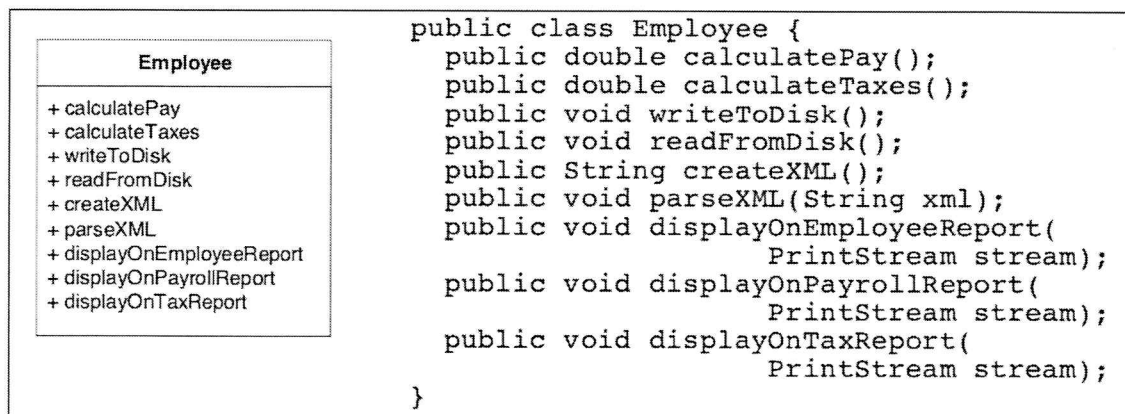 Employee
+ calculatePay
+ calculateTaxes
+ writeToDisk
+ readFromDisk
+ createXML
+ parseXML
+ displayOnEmployeeReport
+ displayOnPayrollReport
+ displayOnTaxReport
public class Employee {
  public double calculatePay();
  public double calculateTaxes();
  public void writeToDisk();
  public void readFromDisk();
  public String createXML();
  public void parseXML(String xml);
  public void displayOnEmployeeReport(
                    PrintStream stream);
  public void displayOnPayrollReport(
                    PrintStream stream);
  public void displayOnTaxReport(
                    PrintStream stream);
}